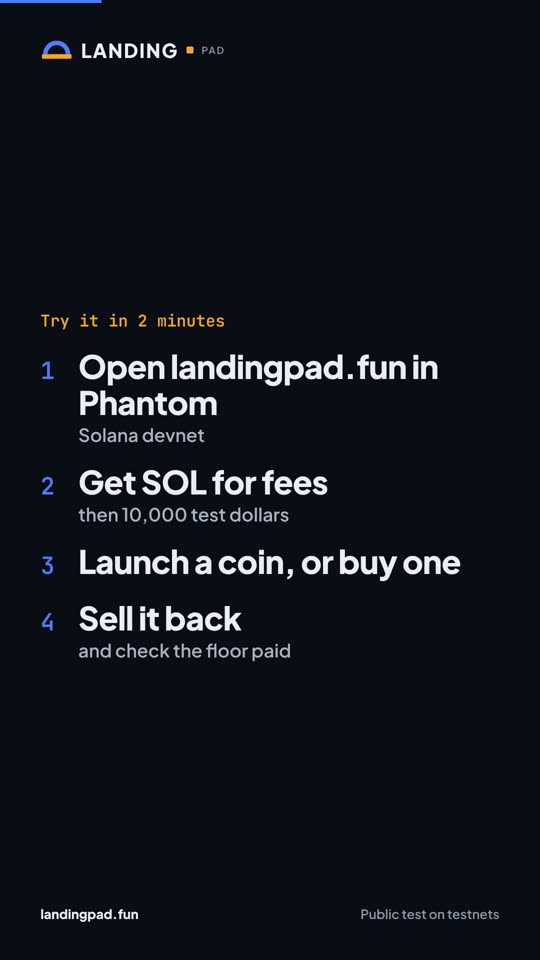 LANDING PAD
Try it in 2 minutes
1 Open landingpad.fun in
Phantom
Solana devnet
2 Get SOL for fees
then 10,000 test dollars
3 Launch a coin, or buy one
4 Sell it back
and check the floor paid
landingpad.fun Public test on testnets